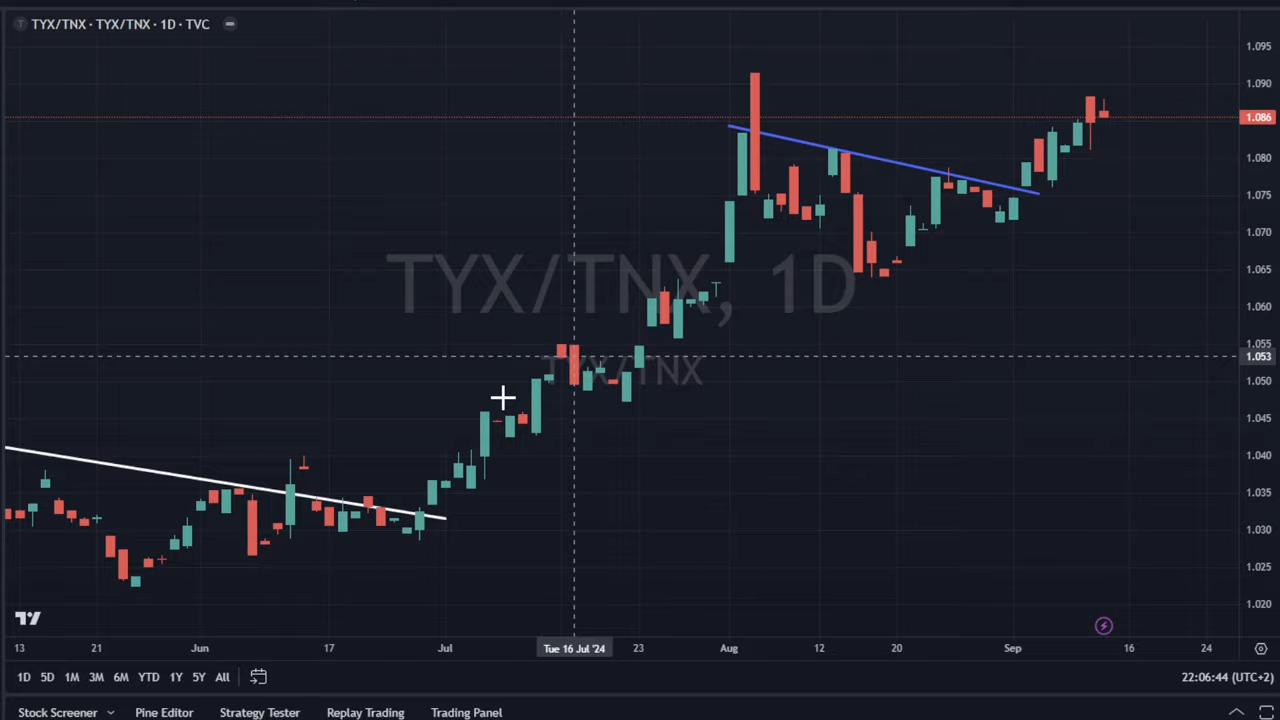 TYX/TNX · TYX/TNX · 1D · TVC
1.095
1.090
1.086
1.080
1.075
1.070
TYX/TNX, 1D
1.065
1.060
1.055
1.053
TYX/TNX
1.050
1.045
1.040
1.035
1.030
1.025
1.020
13 21 Jun 17 Jul Tue 16 Jul '24 23 Aug 12 20 Sep 16 24
1D 5D 1M 3M 6M YTD 1Y 5Y All 22:06:44 (UTC+2)
Stock Screener Pine Editor Strategy Tester Replay Trading Trading Panel